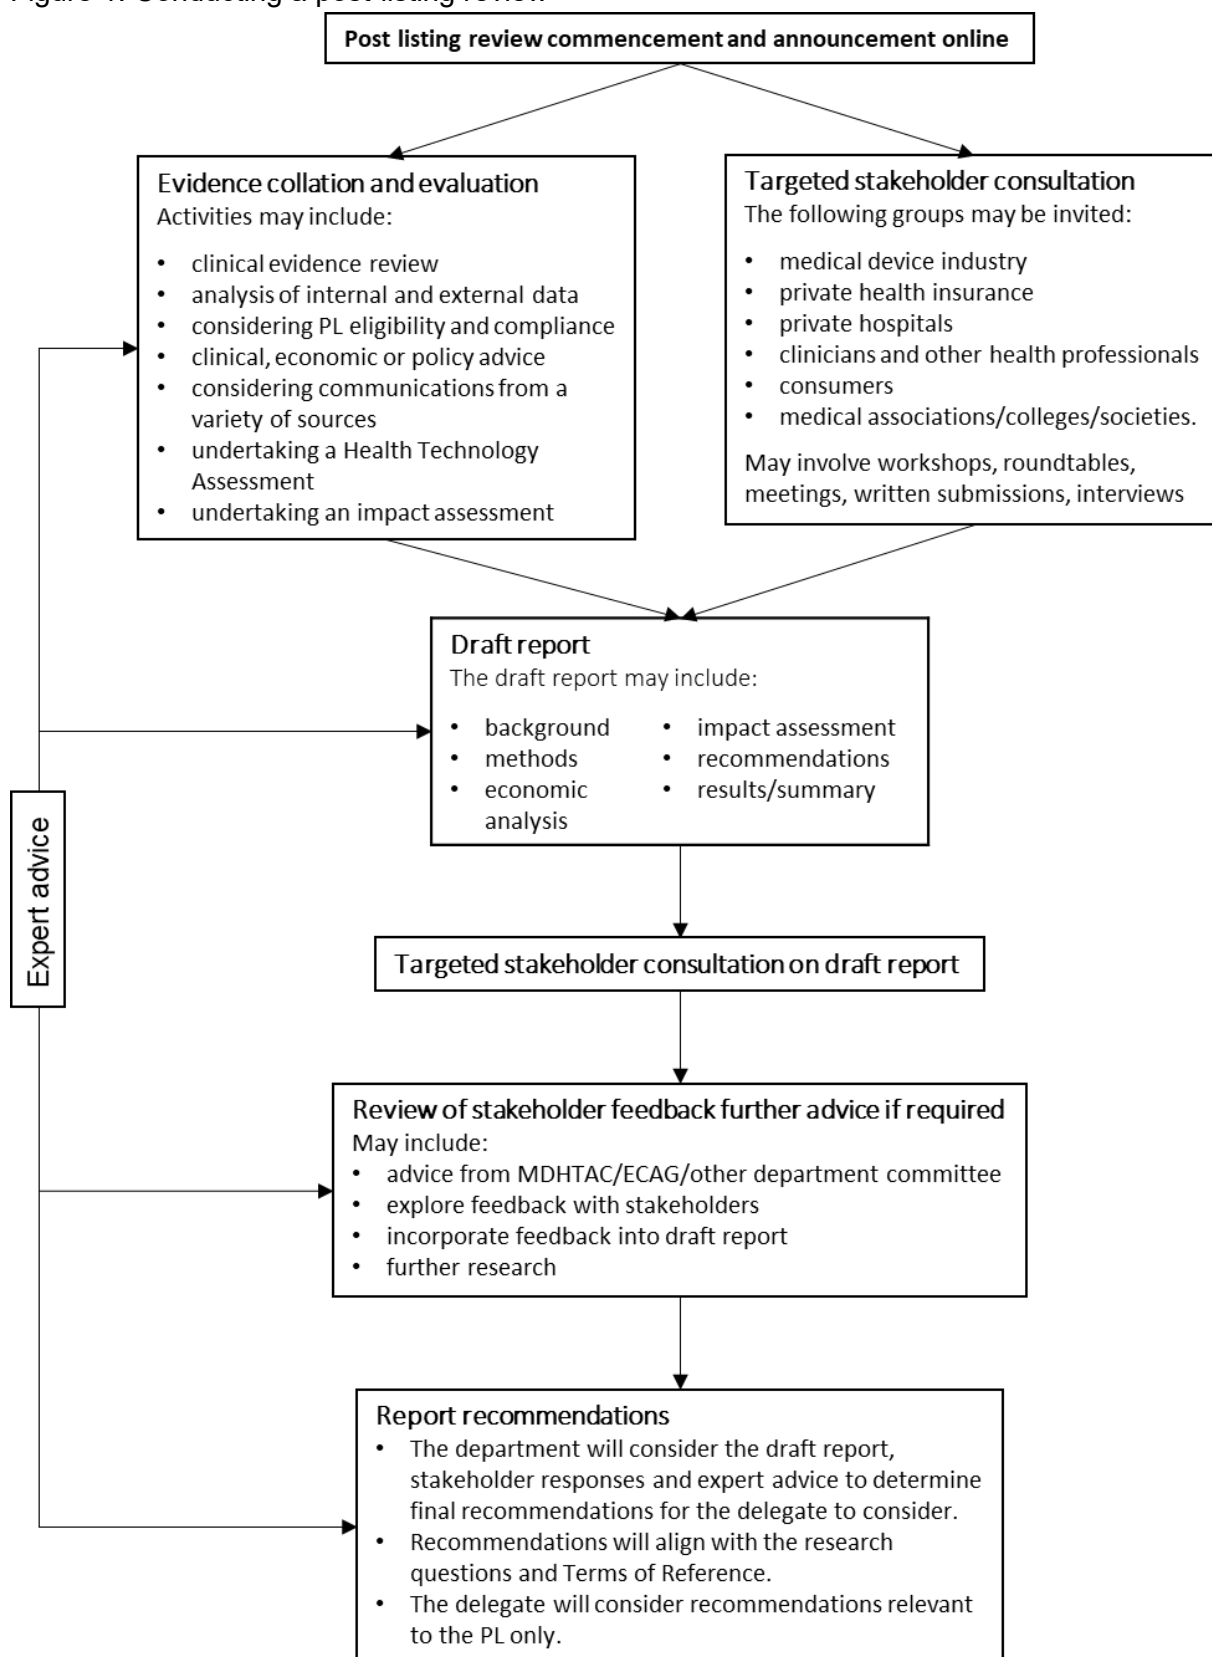 Post listing review commencement and announcement online
Evidence collation and evaluation
Activities may include:
• clinical evidence review
• analysis of internal and external data
• considering PL eligibility and compliance
• clinical, economic or policy advice
• considering communications from a
variety of sources
• undertaking a Health Technology
Assessment
• undertaking an impact assessment
Targeted stakeholder consultation
The following groups may be invited:
• medical device industry
• private health insurance
• private hospitals
• clinicians and other health professionals
• consumers
• medical associations/colleges/societies.
May involve workshops, roundtables,
meetings, written submissions, interviews
Draft report
The draft report may include:
• background
• methods
• economic
analysis
• impact assessment
• recommendations
• results/summary
Expert advice
Targeted stakeholder consultation on draft report
Review of stakeholder feedback further advice if required
May include:
• advice from MDHTAC/ECAG/other department committee
• explore feedback with stakeholders
• incorporate feedback into draft report
• further research
Report recommendations
• The department will consider the draft report,
stakeholder responses and expert advice to determine
final recommendations for the delegate to consider.
• Recommendations will align with the research
questions and Terms of Reference.
• The delegate will consider recommendations relevant
to the PL only.